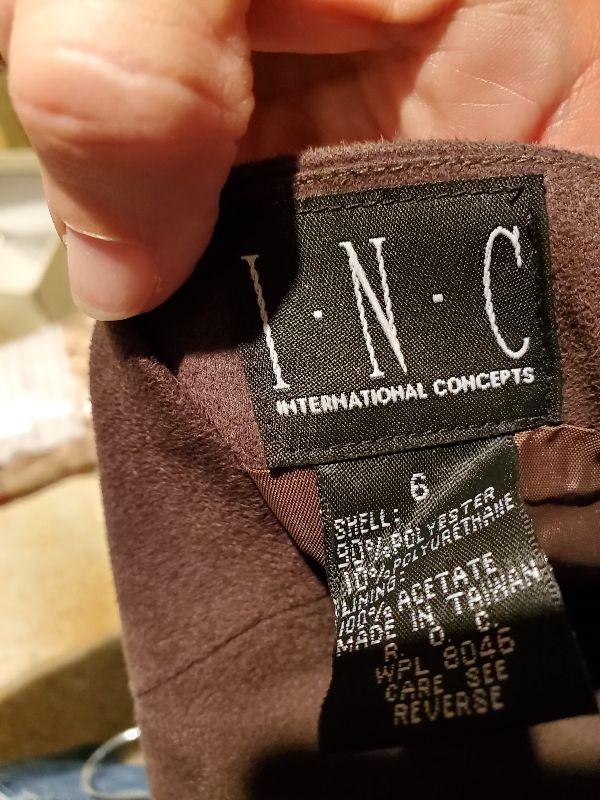 I·N·C
INTERNATIONAL CONCEPTS
6
SHELL:
90% POLYESTER
10% POLYURETHANE
LINING:
100% ACETATE
MADE IN TAIWAN
R. O. C.
WPL 8046
CARE SEE
REVERSE